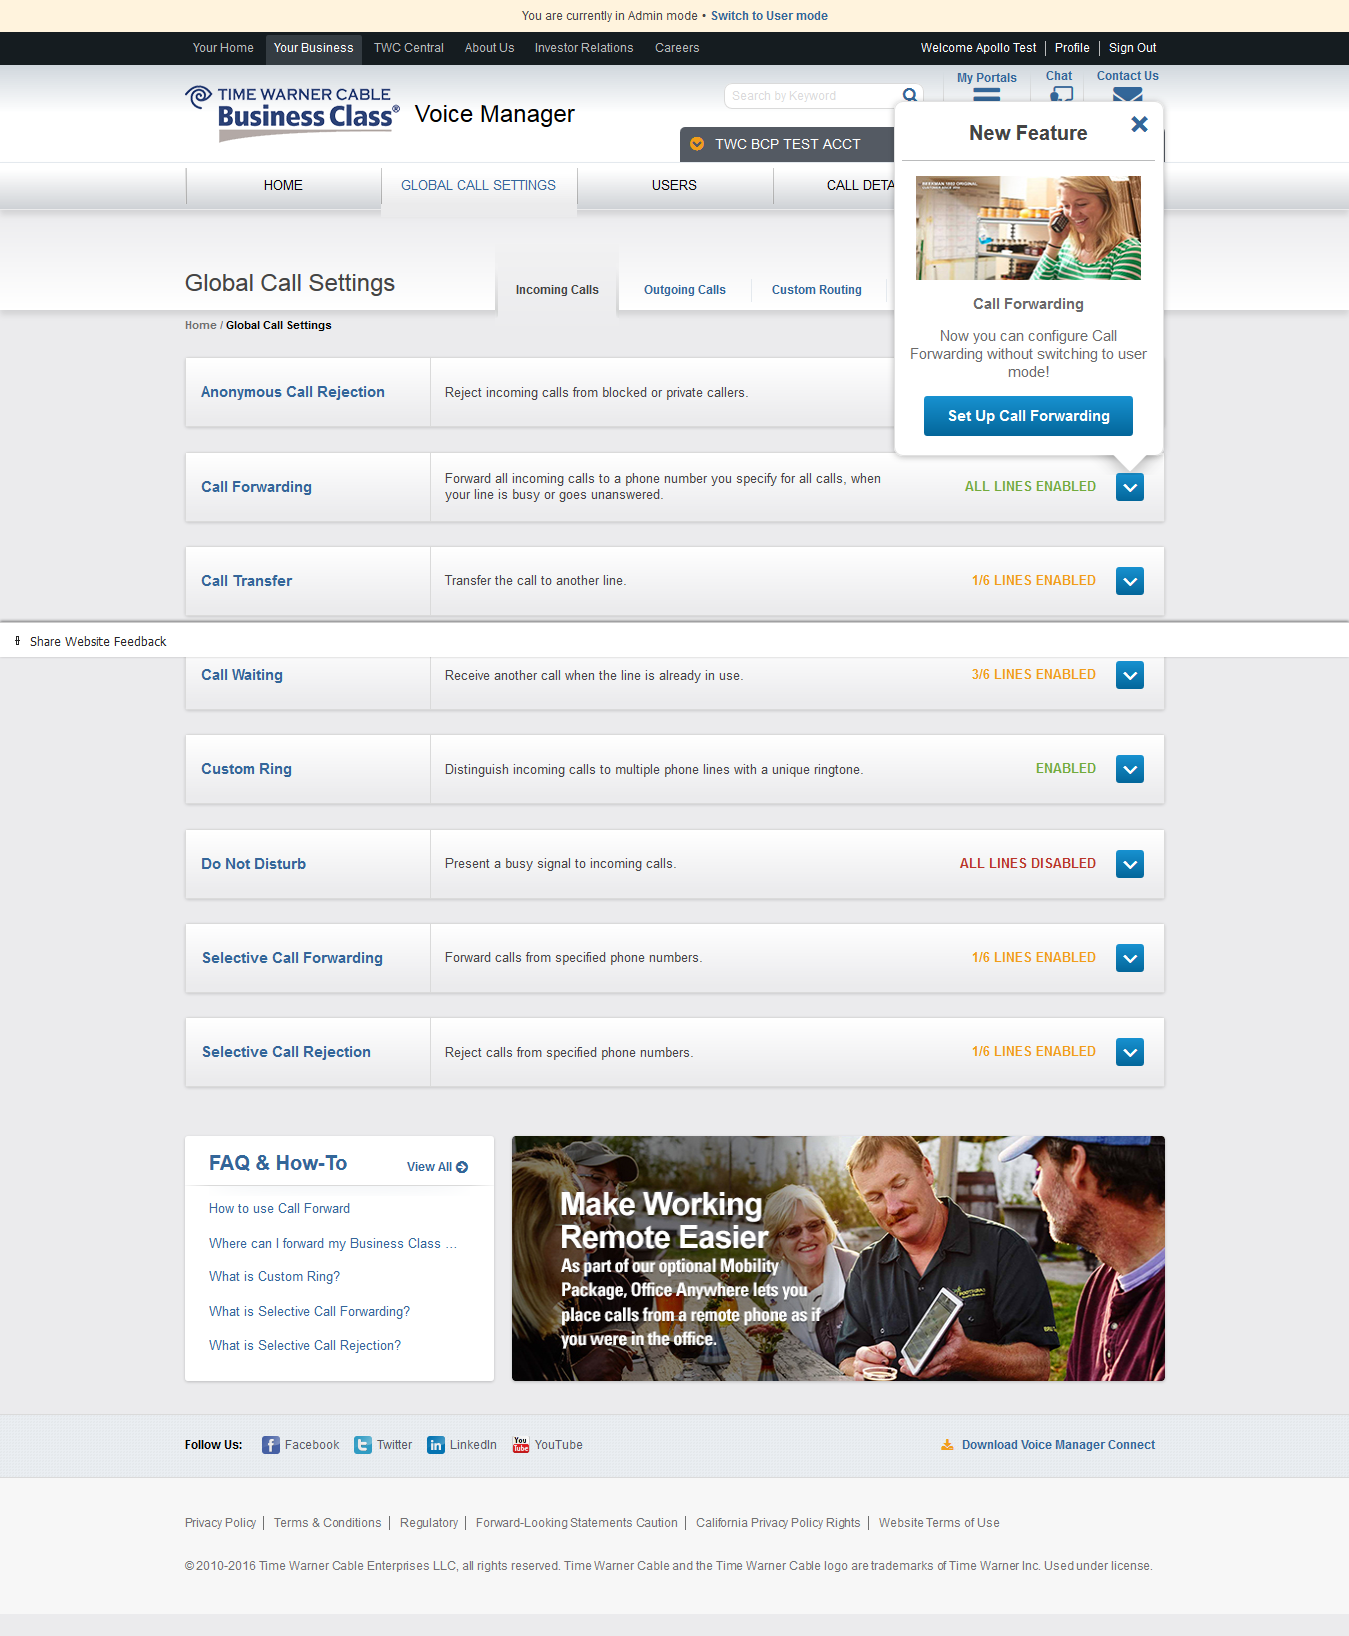 You are currently in Admin mode • Switch to User mode
Your Home Your Business TWC Central About Us Investor Relations Careers Welcome Apollo Test Profile Sign Out
TIME WARNER CABLE
Business Class®
Voice Manager
Search by Keyword
My Portals Chat Contact Us
TWC BCP TEST ACCT
HOME GLOBAL CALL SETTINGS USERS CALL DETA
New Feature
Call Forwarding
Now you can configure Call
Forwarding without switching to user
mode!
Set Up Call Forwarding
Global Call Settings
Incoming Calls Outgoing Calls Custom Routing
Home / Global Call Settings
Anonymous Call Rejection Reject incoming calls from blocked or private callers.
Call Forwarding Forward all incoming calls to a phone number you specify for all calls, when
your line is busy or goes unanswered. ALL LINES ENABLED
Call Transfer Transfer the call to another line. 1/6 LINES ENABLED
Share Website Feedback
Call Waiting Receive another call when the line is already in use. 3/6 LINES ENABLED
Custom Ring Distinguish incoming calls to multiple phone lines with a unique ringtone. ENABLED
Do Not Disturb Present a busy signal to incoming calls. ALL LINES DISABLED
Selective Call Forwarding Forward calls from specified phone numbers. 1/6 LINES ENABLED
Selective Call Rejection Reject calls from specified phone numbers. 1/6 LINES ENABLED
FAQ & How-To View All
How to use Call Forward
Where can I forward my Business Class ...
What is Custom Ring?
What is Selective Call Forwarding?
What is Selective Call Rejection?
Make Working
Remote Easier
As part of our optional Mobility
Package, Office Anywhere lets you
place calls from a remote phone as if
you were in the office.
Follow Us: Facebook Twitter LinkedIn YouTube Download Voice Manager Connect
Privacy Policy Terms & Conditions Regulatory Forward-Looking Statements Caution California Privacy Policy Rights Website Terms of Use
© 2010-2016 Time Warner Cable Enterprises LLC, all rights reserved. Time Warner Cable and the Time Warner Cable logo are trademarks of Time Warner Inc. Used under license.